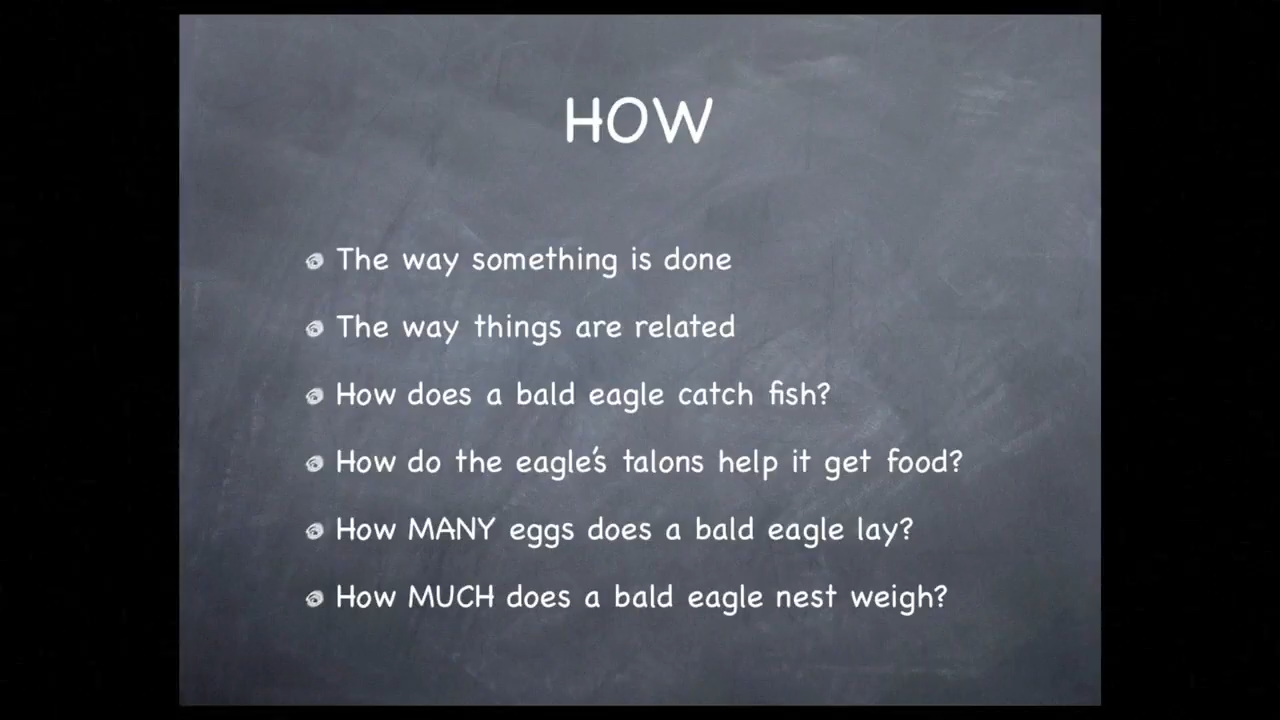 HOW
The way something is done
The way things are related
How does a bald eagle catch fish?
How do the eagle's talons help it get food?
How MANY eggs does a bald eagle lay?
How MUCH does a bald eagle nest weigh?